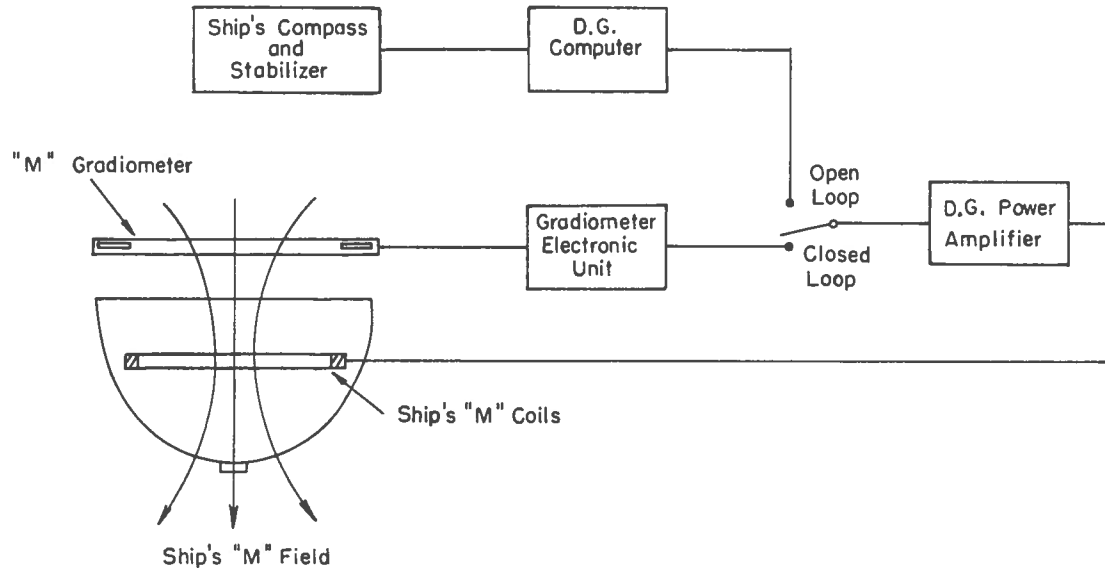 Ship's Compass
and
Stabilizer
D.G.
Computer
"M" Gradiometer
Open
Loop
Gradiometer
Electronic
Unit
Closed
Loop
D.G. Power
Amplifier
Ship's "M" Coils
Ship's "M" Field